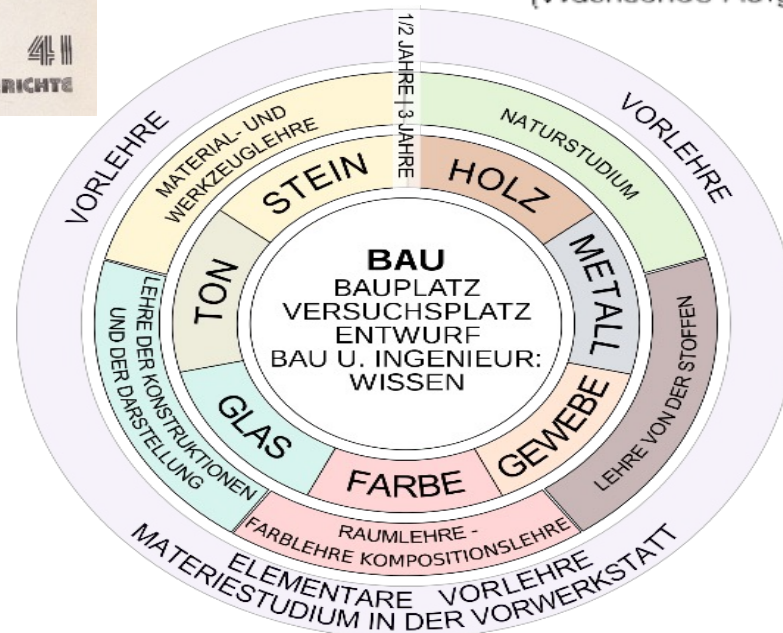 41
RICHTE
1/2 JAHRE | 3 JAHRE
VORLEHRE
VORLEHRE
MATERIAL- UND
WERKZEUGLEHRE
NATURSTUDIUM
LEHRE VON DER STOFFEN
RAUMLEHRE -
FARBLEHRE KOMPOSITIONSLEHRE
LEHRE DER KONSTRUKTIONEN
UND DER DARSTELLUNG
STEIN
HOLZ
METALL
GEWEBE
FARBE
GLAS
TON
BAU
BAUPLATZ
VERSUCHSPLATZ
ENTWURF
BAU U. INGENIEUR:
WISSEN
ELEMENTARE VORLEHRE
MATERIESTUDIUM IN DER VORWERKSTATT